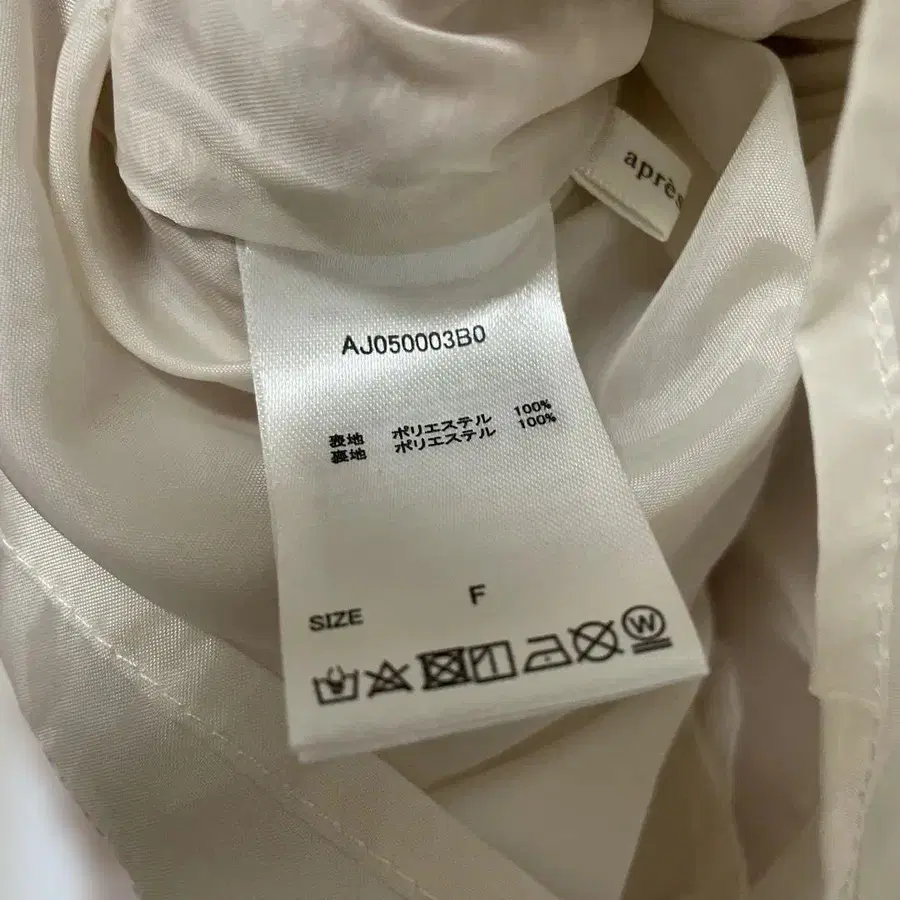 après
AJ050003B0
表地 ポリエステル 100%
裏地 ポリエステル 100%
SIZE F
W